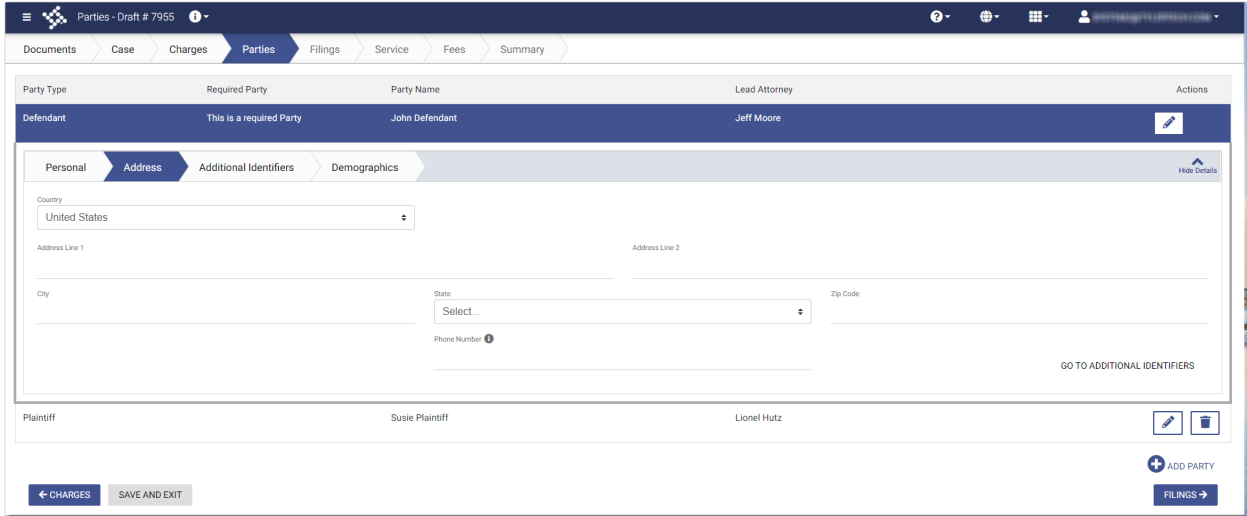 Parties - Draft # 7955
Documents Case Charges Parties Filings Service Fees Summary
Party Type Required Party Party Name Lead Attorney Actions
Defendant This is a required Party John Defendant Jeff Moore
Personal Address Additional Identifiers Demographics Hide Details
Country
United States
Address Line 1 Address Line 2
City State Zip Code
Select...
Phone Number
GO TO ADDITIONAL IDENTIFIERS
Plaintiff Susie Plaintiff Lionel Hutz
ADD PARTY
CHARGES SAVE AND EXIT FILINGS